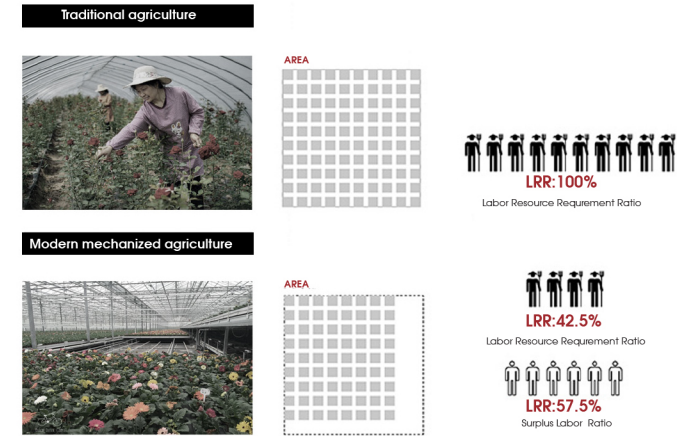 Traditional agriculture
AREA
LRR:100%
Labor Resource Requrement Ratio
Modern mechanized agriculture
AREA
LRR:42.5%
Labor Resource Requrement Ratio
LRR:57.5%
Surplus Labor Ratio